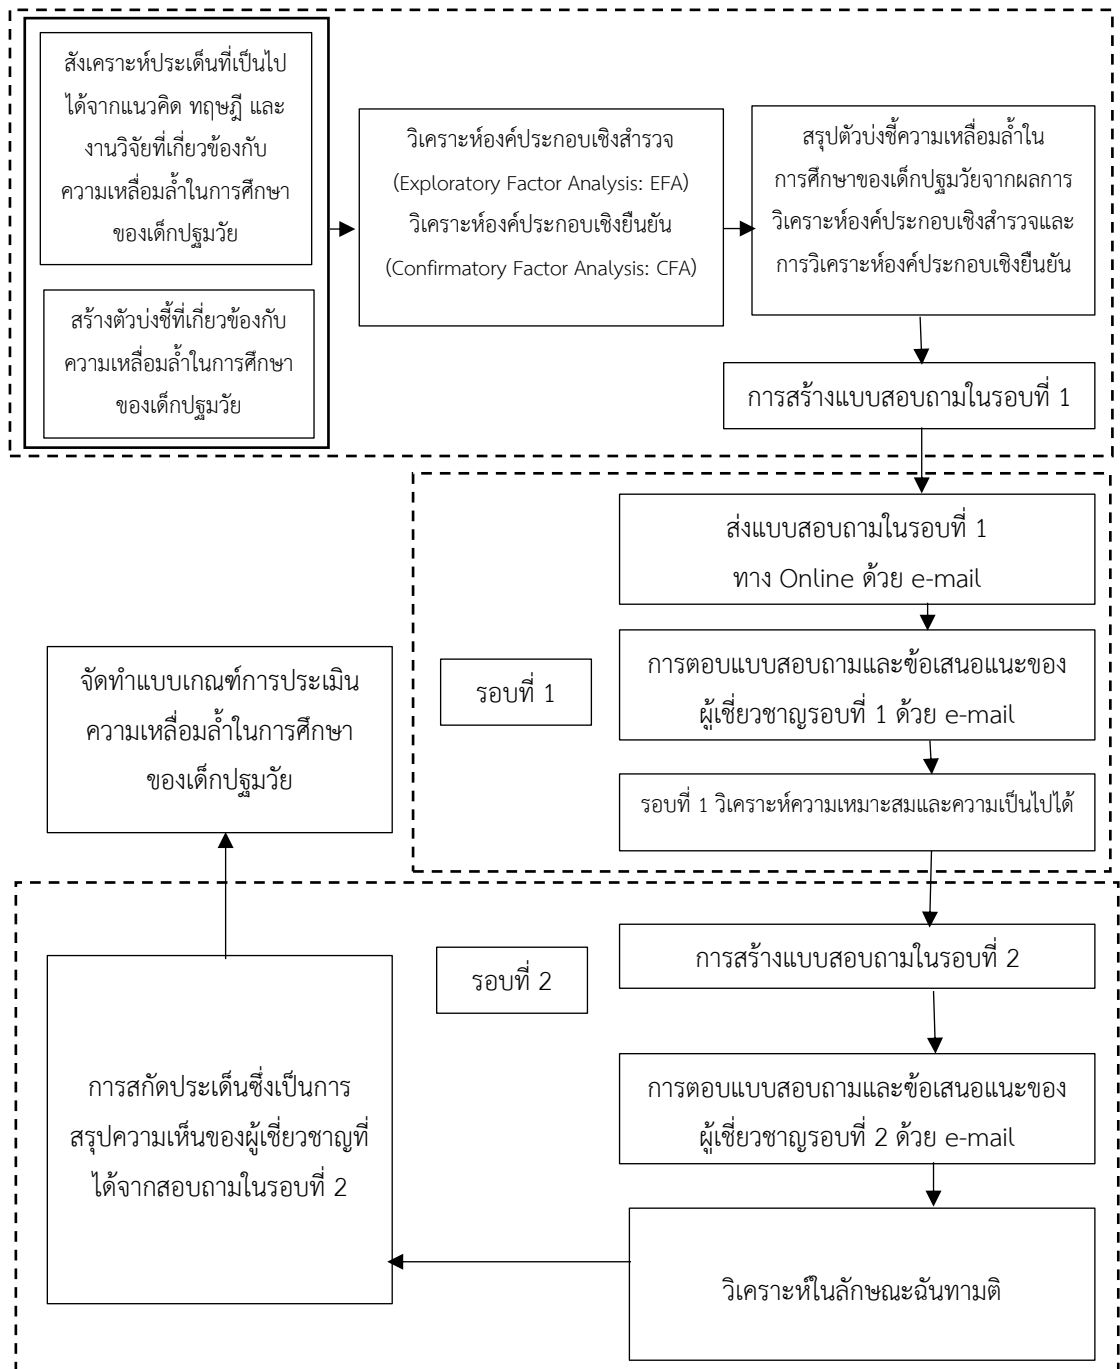 สังเคราะห์ประเด็นที่เป็นไป
ได้จากแนวคิด ทฤษฎี และ
งานวิจัยที่เกี่ยวข้องกับ
ความเหลื่อมล้ำในการศึกษา
ของเด็กปฐมวัย
สร้างตัวบ่งชี้ที่เกี่ยวข้องกับ
ความเหลื่อมล้ำในการศึกษา
ของเด็กปฐมวัย
วิเคราะห์องค์ประกอบเชิงสำรวจ
(Exploratory Factor Analysis: EFA)
วิเคราะห์องค์ประกอบเชิงยืนยัน
(Confirmatory Factor Analysis: CFA)
สรุปตัวบ่งชี้ความเหลื่อมล้ำใน
การศึกษาของเด็กปฐมวัยจากผลการ
วิเคราะห์องค์ประกอบเชิงสำรวจและ
การวิเคราะห์องค์ประกอบเชิงยืนยัน
การสร้างแบบสอบถามในรอบที่ 1
ส่งแบบสอบถามในรอบที่ 1
ทาง Online ด้วย e-mail
รอบที่ 1
การตอบแบบสอบถามและข้อเสนอแนะของ
ผู้เชี่ยวชาญรอบที่ 1 ด้วย e-mail
รอบที่ 1 วิเคราะห์ความเหมาะสมและความเป็นไปได้
รอบที่ 2
การสร้างแบบสอบถามในรอบที่ 2
การตอบแบบสอบถามและข้อเสนอแนะของ
ผู้เชี่ยวชาญรอบที่ 2 ด้วย e-mail
วิเคราะห์ในลักษณะฉันทามติ
การสกัดประเด็นซึ่งเป็นการ
สรุปความเห็นของผู้เชี่ยวชาญที่
ได้จากสอบถามในรอบที่ 2
จัดทำแบบเกณฑ์การประเมิน
ความเหลื่อมล้ำในการศึกษา
ของเด็กปฐมวัย